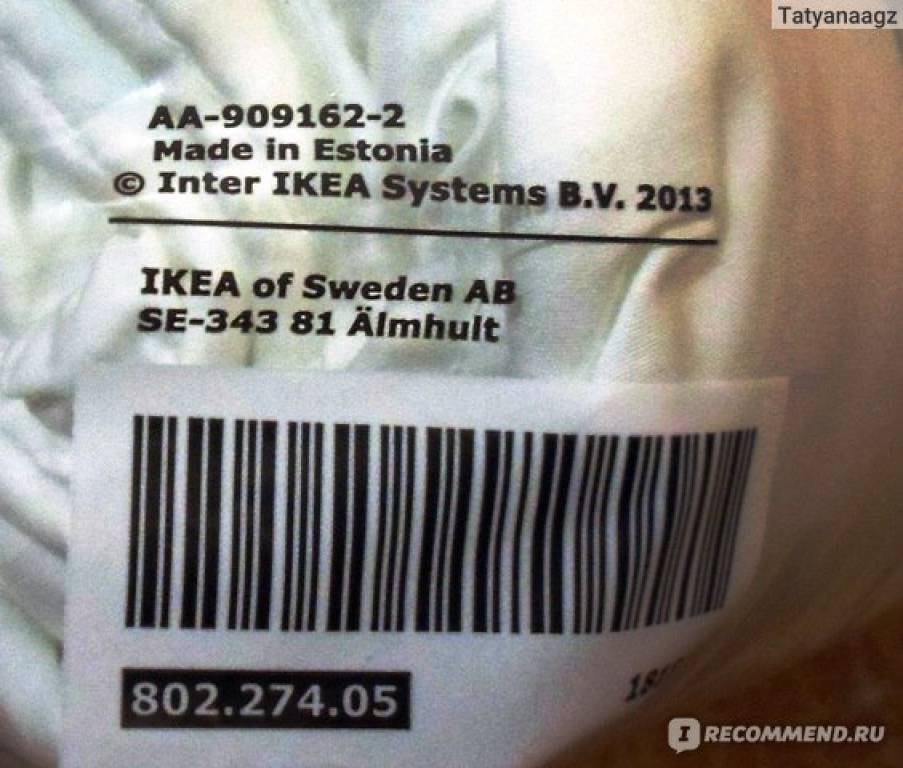 Tatyanaagz
AA-909162-2
Made in Estonia
© Inter IKEA Systems B.V. 2013
IKEA of Sweden AB
SE-343 81 Älmhult
802.274.05
IRECOMMEND.RU